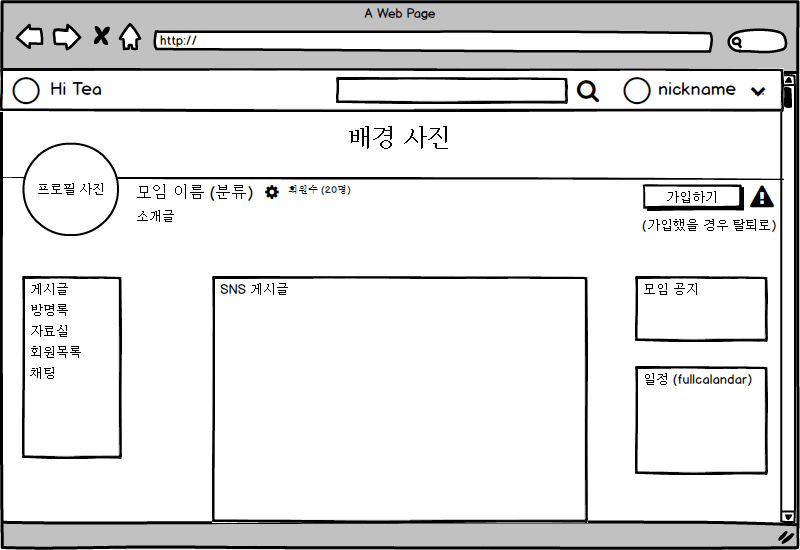 A Web Page
http://
Hi Tea
nickname
배경 사진
프로필 사진
모임 이름 (분류)
회원수 (20명)
가입하기
소개글
(가입했을 경우 탈퇴로)
게시글
방명록
자료실
회원목록
채팅
SNS 게시글
모임 공지
일정 (fullcalandar)